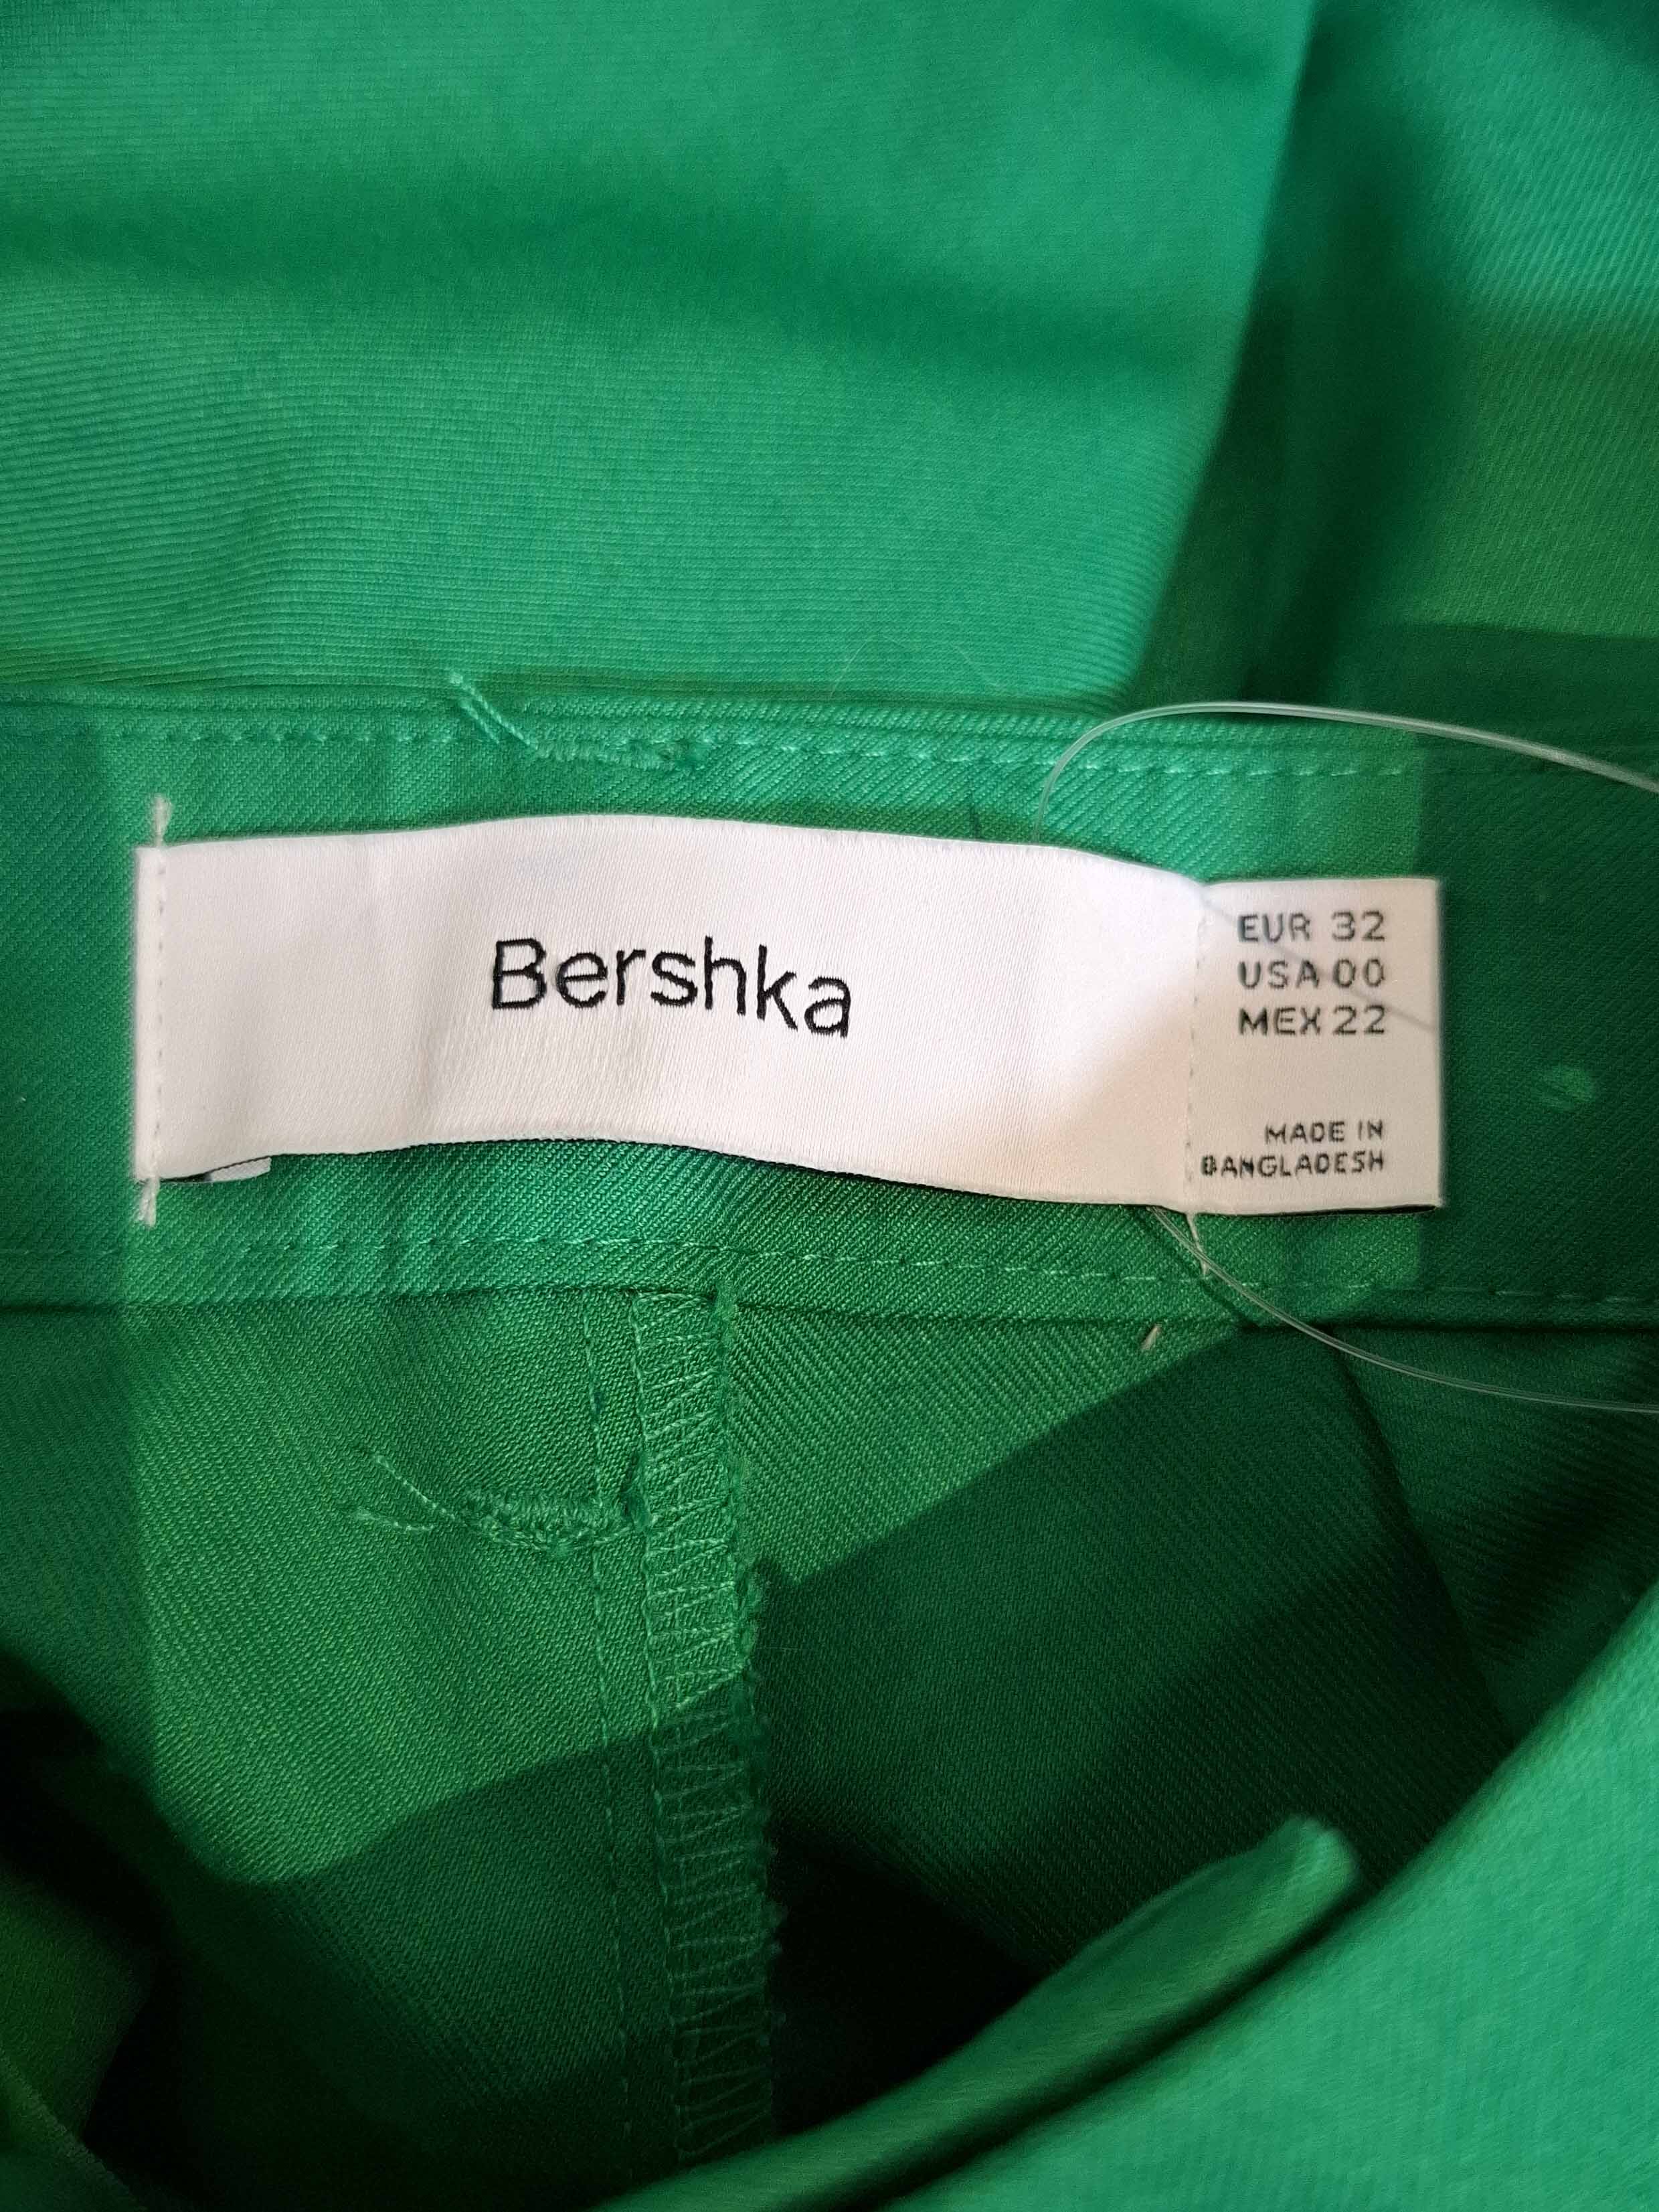 Bershka
EUR 32
USA 00
MEX 22
MADE IN
BANGLADESH